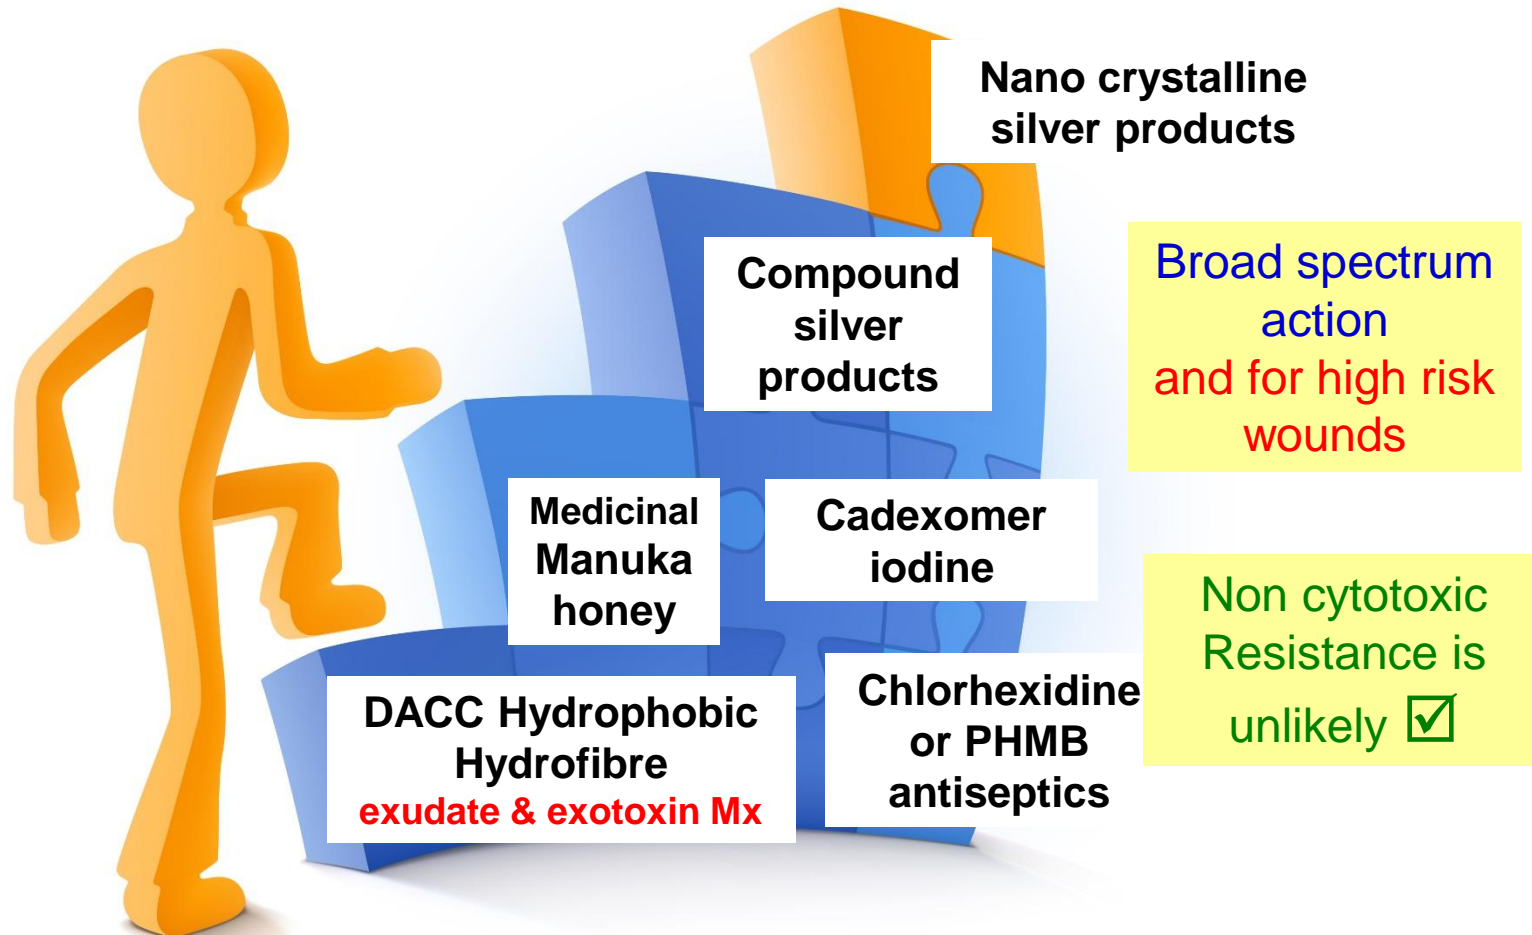 Nano crystalline
silver products
Compound
silver
products
Broad spectrum
action
and for high risk
wounds
Medicinal
Manuka
honey
Cadexomer
iodine
Non cytotoxic
Resistance is
unlikely ☑
DACC Hydrophobic
Hydrofibre
exudate & exotoxin Mx
Chlorhexidine
or PHMB
antiseptics